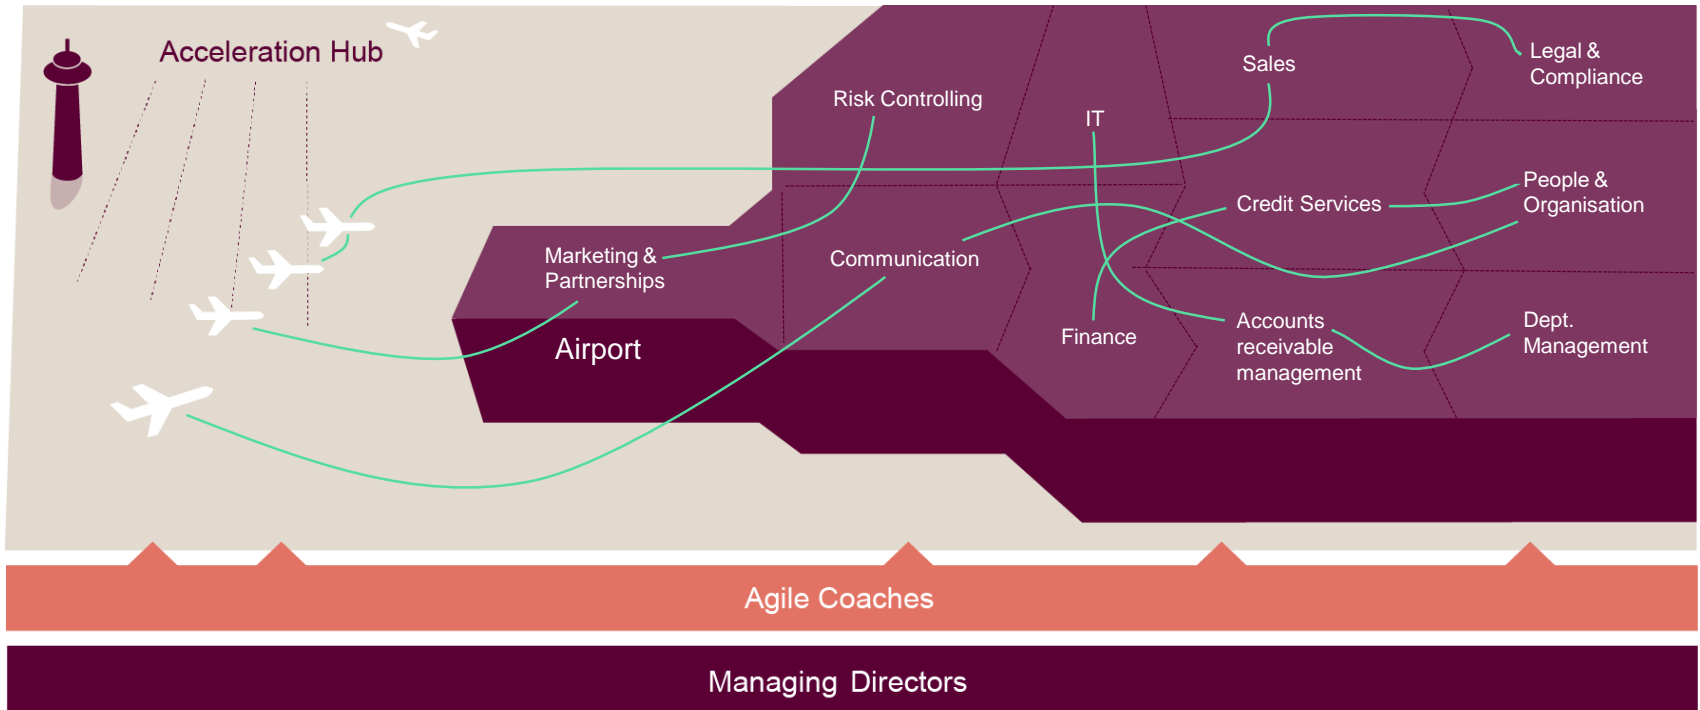 Acceleration Hub
Sales
Legal &
Compliance
Risk Controlling
IT
People &
Organisation
Credit Services
Marketing &
Partnerships
Communication
Accounts
receivable
management
Dept.
Management
Finance
Airport
Agile Coaches
Managing Directors